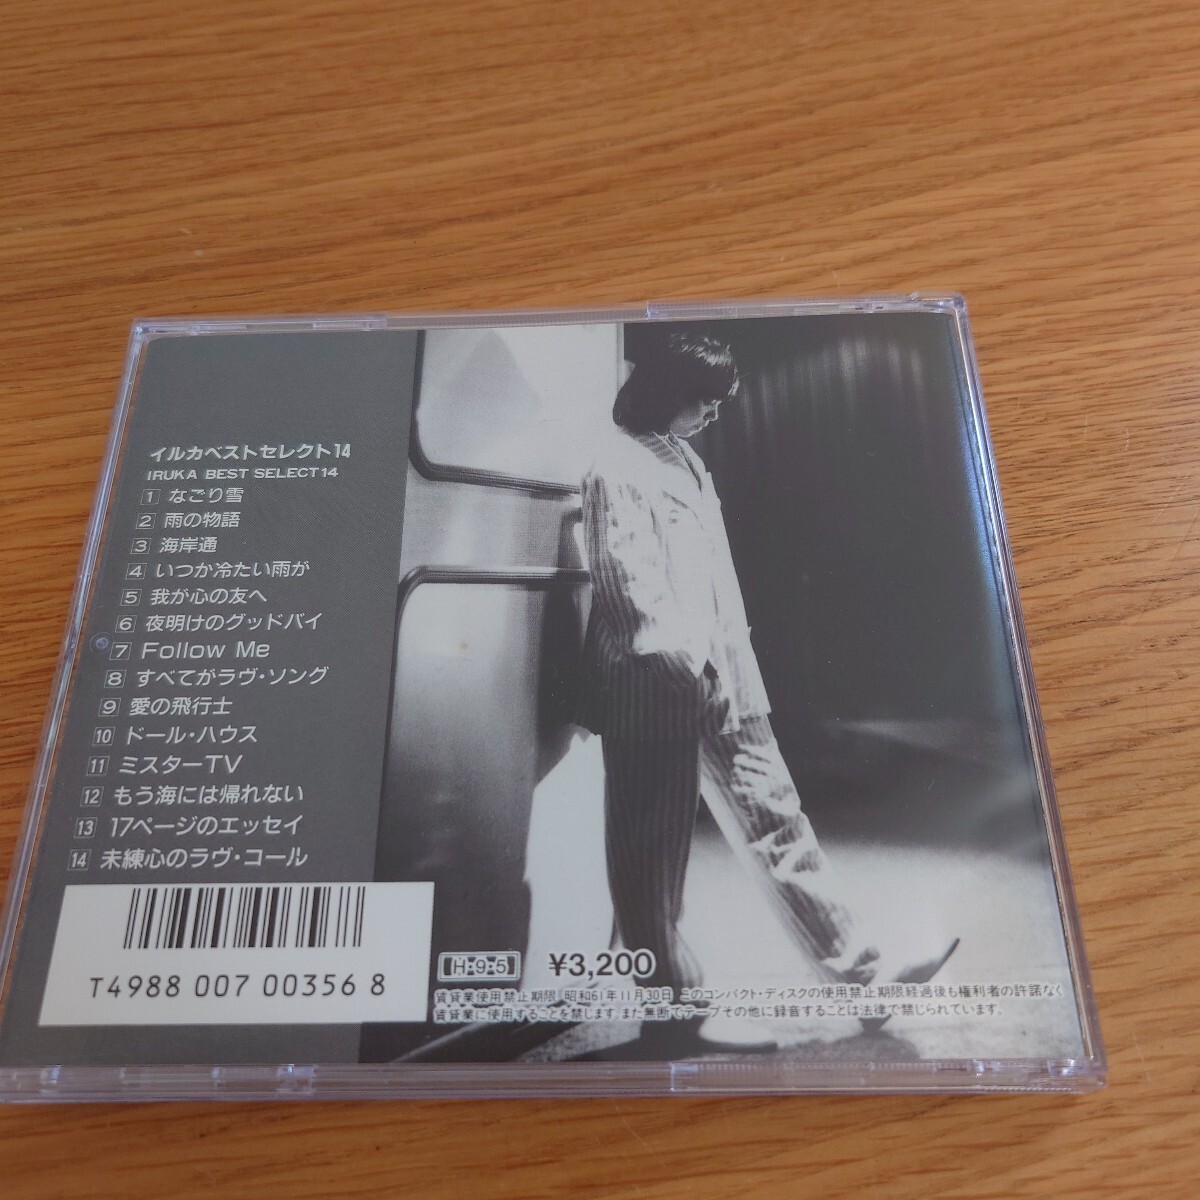 イルカベストセレクト14
IRUKA BEST SELECT 14
1 なごり雪
2 雨の物語
3 海岸通
4 いつか冷たい雨が
5 我が心の友へ
6 夜明けのグッドバイ
7 Follow Me
8 すべてがラヴ・ソング
9 愛の飛行士
10 ドール・ハウス
11 ミスターTV
12 もう海には帰れない
13 17ページのエッセイ
14 未練心のラヴ・コール
T4988 007 00356 8
H・9・5 ¥3,200
賃貸業使用禁止期限 昭和61年11月30日 このコンパクト・ディスクの使用禁止期限経過後も権利者の許諾なく
賃貸業に使用することを禁じます。また無断でテープその他に録音することは法律で禁じられています。